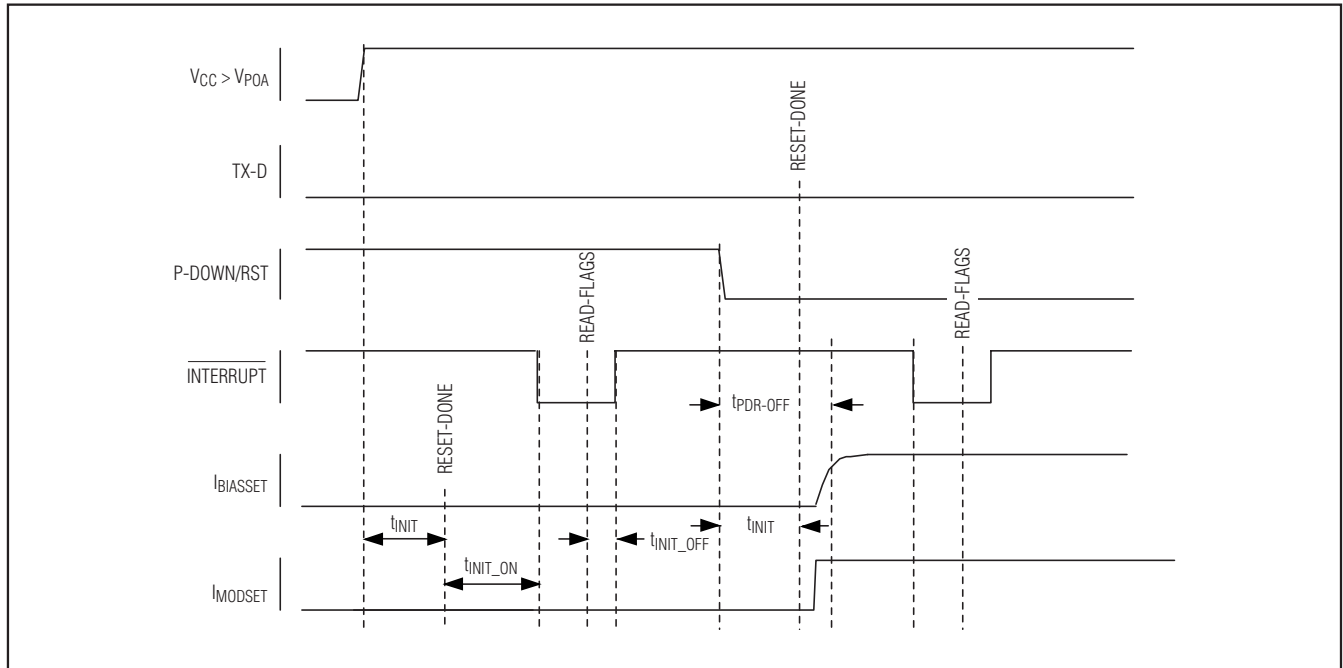 VCC > VPOA
RESET-DONE
TX-D
P-DOWN/RST
READ-FLAGS
READ-FLAGS
INTERRUPT
tPDR-OFF
RESET-DONE
IBIASSET
tINIT
tINIT_OFF
tINIT
tINIT_ON
IMODSET